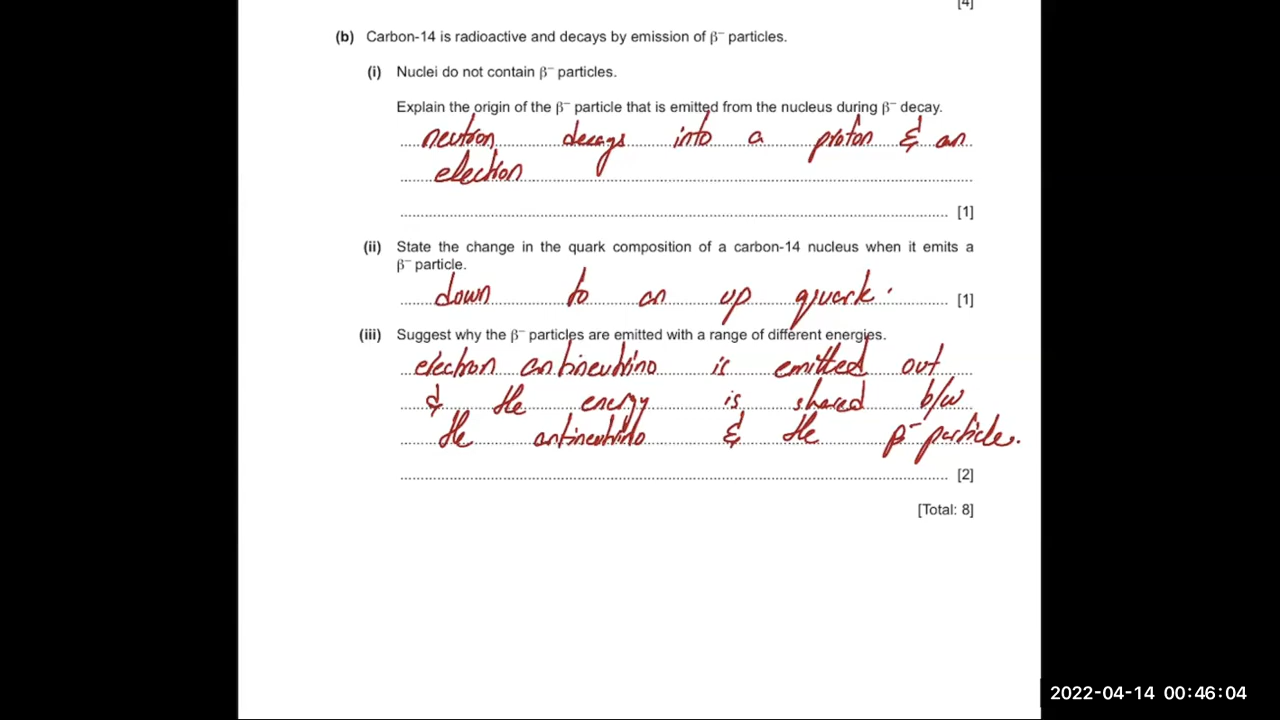 [4]
(b) Carbon-14 is radioactive and decays by emission of β⁻ particles.
(i) Nuclei do not contain β⁻ particles.
Explain the origin of the β⁻ particle that is emitted from the nucleus during β⁻ decay.
neutron decays into a proton & an
electron
[1]
(ii) State the change in the quark composition of a carbon-14 nucleus when it emits a
β⁻ particle.
down to an up quark. [1]
(iii) Suggest why the β⁻ particles are emitted with a range of different energies.
electron antineutrino is emitted out
& the energy is shared b/w
the antineutrino & the β⁻ particle.
[2]
[Total: 8]
2022-04-14 00:46:04